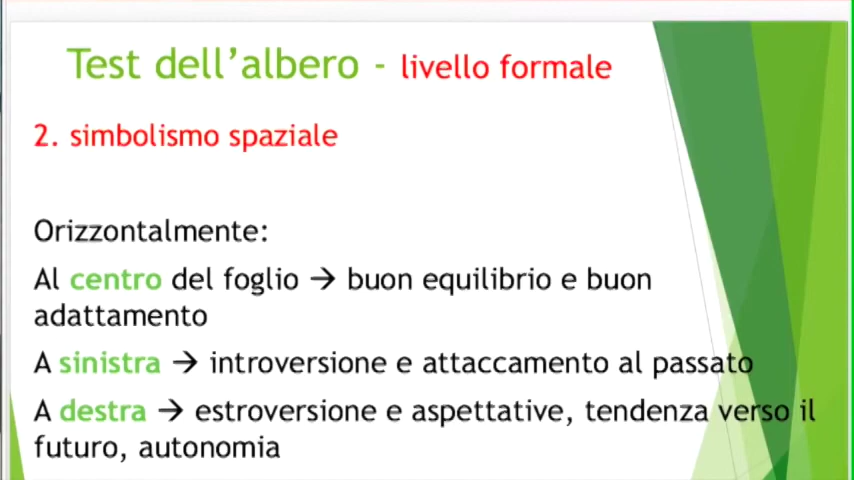 Test dell’albero - livello formale
2. simbolismo spaziale
Orizzontalmente:
Al centro del foglio → buon equilibrio e buon
adattamento
A sinistra → introversione e attaccamento al passato
A destra → estroversione e aspettative, tendenza verso il
futuro, autonomia